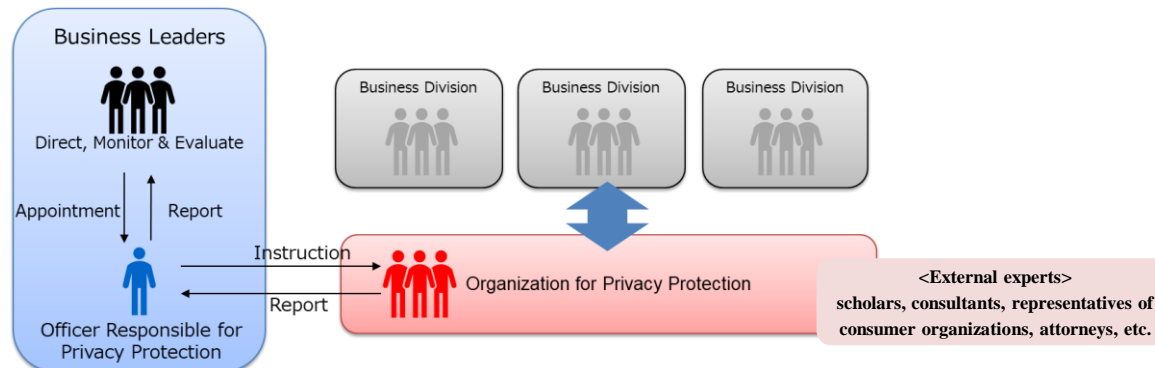 Business Leaders
Direct, Monitor & Evaluate
Appointment
Report
Officer Responsible for
Privacy Protection
Business Division
Business Division
Business Division
Instruction
Report
Organization for Privacy Protection
<External experts>
scholars, consultants, representatives of
consumer organizations, attorneys, etc.